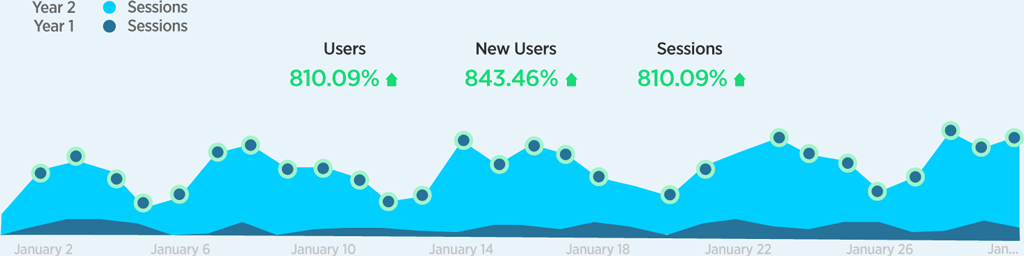 Year 2 Sessions
Year 1 Sessions
Users New Users Sessions
810.09% 843.46% 810.09%
January 2 January 6 January 10 January 14 January 18 January 22 January 26 Jan...